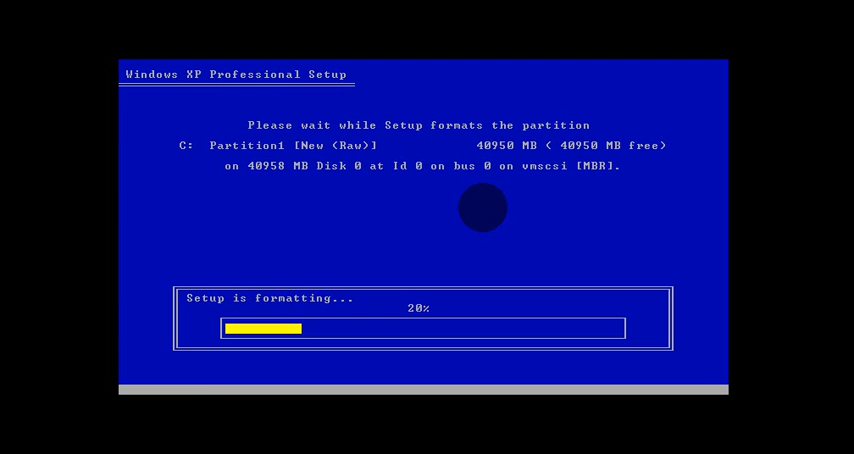 Windows XP Professional Setup
Please wait while Setup formats the partition
C:  Partition1 [New (Raw)]             40950 MB ( 40950 MB free)
on 40958 MB Disk 0 at Id 0 on bus 0 on vmscsi [MBR].
Setup is formatting...
20%